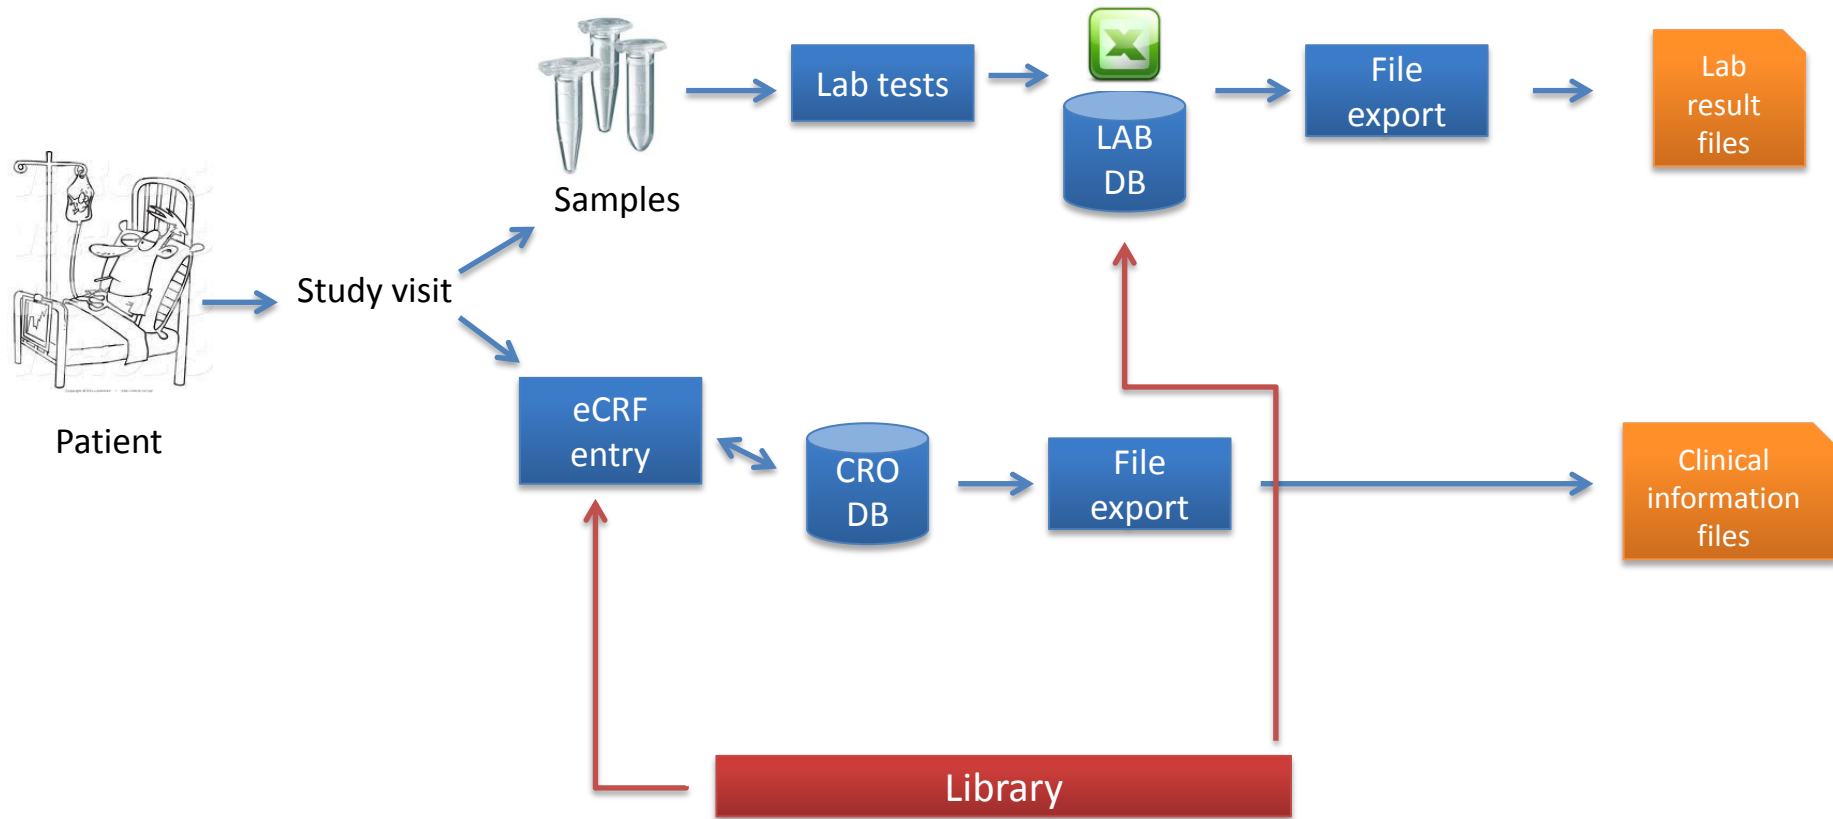 Samples
Lab tests
LAB
DB
File
export
Lab
result
files
Patient
Study visit
eCRF
entry
CRO
DB
File
export
Clinical
information
files
Library